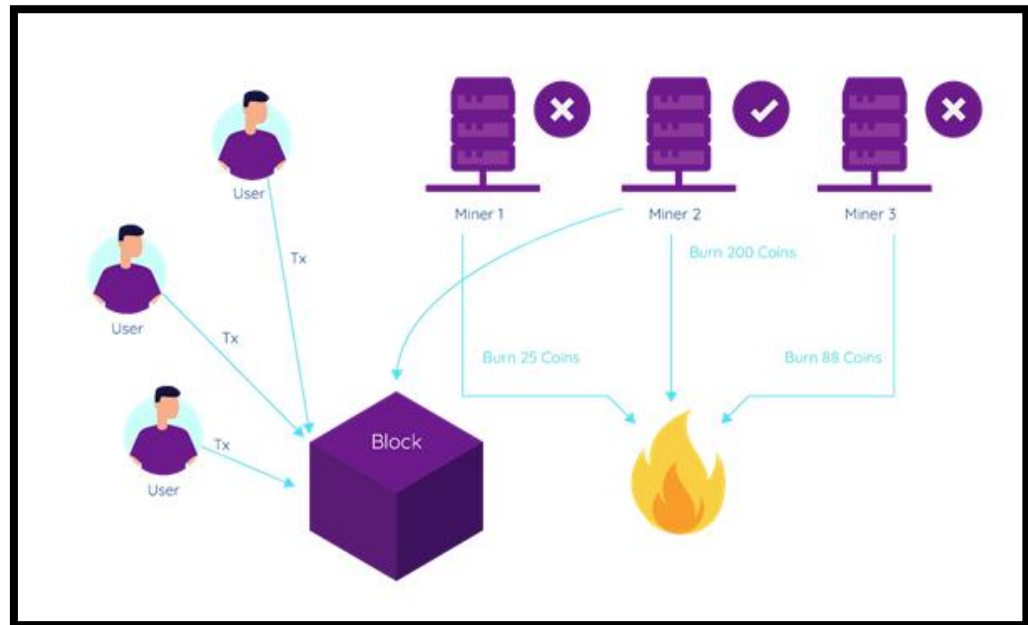 User
Tx
User
Tx
User
Tx
Miner 1
Miner 2
Miner 3
Burn 200 Coins
Burn 25 Coins
Burn 88 Coins
Block